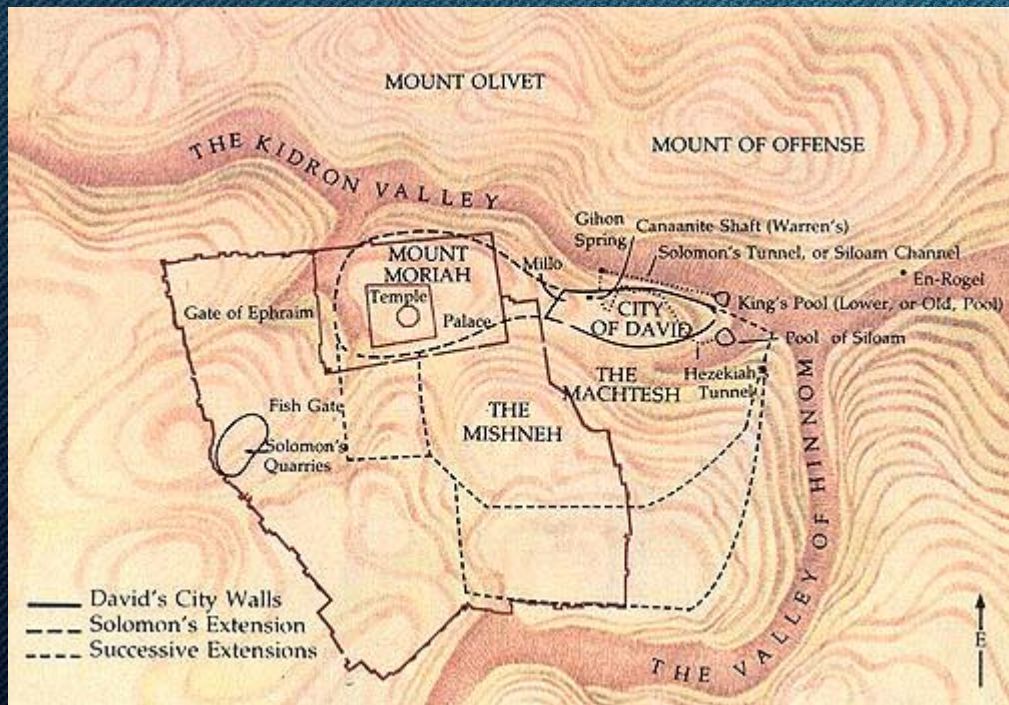 MOUNT OLIVET
MOUNT OF OFFENSE
THE KIDRON VALLEY
Gihon
Spring
Canaanite Shaft (Warren's)
Solomon's Tunnel, or Siloam Channel
En-Rogel
MOUNT
MORIAH
Millo
Temple
King's Pool (Lower, or Old, Pool)
Gate of Ephraim
Palace
CITY
OF DAVID
Pool of Siloam
THE
MACHTESH
Hezekiah's
Tunnel
Fish Gate
THE
MISHNEH
Solomon's
Quarries
THE VALLEY OF HINNOM
David's City Walls
Solomon's Extension
Successive Extensions
E